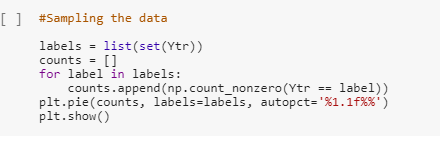 [ ] #Sampling the data
labels = list(set(Ytr))
counts = []
for label in labels:
    counts.append(np.count_nonzero(Ytr == label))
plt.pie(counts, labels=labels, autopct='%1.1f%%')
plt.show()